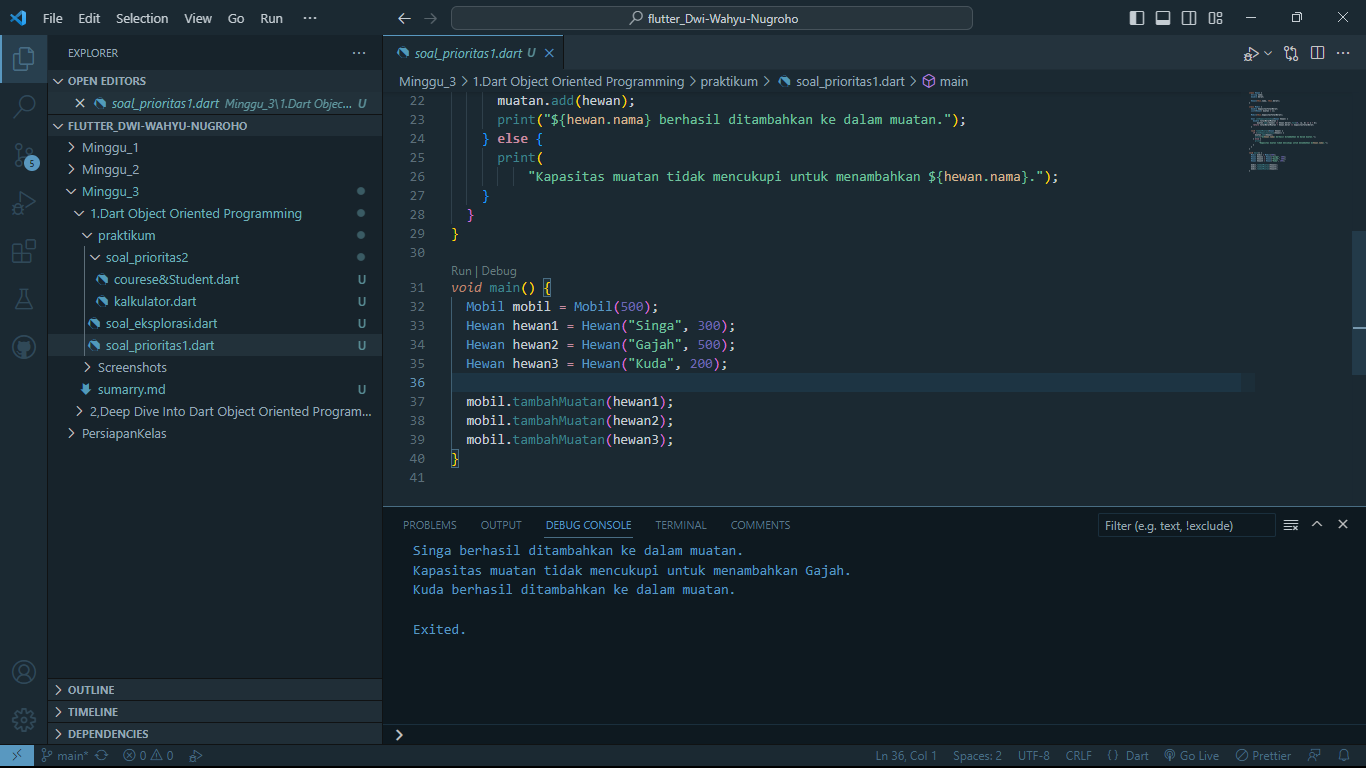 File Edit Selection View Go Run ···
flutter_Dwi-Wahyu-Nugroho
EXPLORER
OPEN EDITORS
soal_prioritas1.dart Minggu_3\1.Dart Objec... U
FLUTTER_DWI-WAHYU-NUGROHO
Minggu_1
Minggu_2
Minggu_3
1.Dart Object Oriented Programming
praktikum
soal_prioritas2
courese&Student.dart U
kalkulator.dart U
soal_eksplorasi.dart U
soal_prioritas1.dart U
Screenshots
sumarry.md U
2,Deep Dive Into Dart Object Oriented Program...
PersiapanKelas
OUTLINE
TIMELINE
DEPENDENCIES
5
soal_prioritas1.dart U
Minggu_3 > 1.Dart Object Oriented Programming > praktikum > soal_prioritas1.dart > main
22 muatan.add(hewan);
23 print("${hewan.nama} berhasil ditambahkan ke dalam muatan.");
24 } else {
25 print(
26 "Kapasitas muatan tidak mencukupi untuk menambahkan ${hewan.nama}.");
27 }
28 }
29 }
30
Run | Debug
31 void main() {
32 Mobil mobil = Mobil(500);
33 Hewan hewan1 = Hewan("Singa", 300);
34 Hewan hewan2 = Hewan("Gajah", 500);
35 Hewan hewan3 = Hewan("Kuda", 200);
36
37 mobil.tambahMuatan(hewan1);
38 mobil.tambahMuatan(hewan2);
39 mobil.tambahMuatan(hewan3);
40 }
41
PROBLEMS OUTPUT DEBUG CONSOLE TERMINAL COMMENTS
Filter (e.g. text, !exclude)
Singa berhasil ditambahkan ke dalam muatan.
Kapasitas muatan tidak mencukupi untuk menambahkan Gajah.
Kuda berhasil ditambahkan ke dalam muatan.
Exited.
main* 0 0 Ln 36, Col 1 Spaces: 2 UTF-8 CRLF {} Dart Go Live Prettier